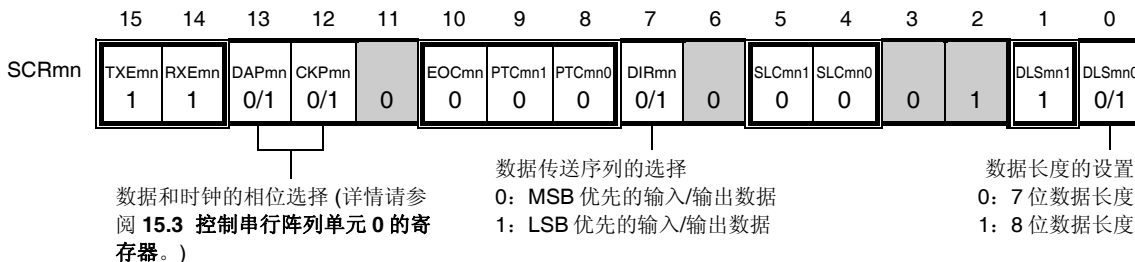 15 14 13 12 11 10 9 8 7 6 5 4 3 2 1 0
SCRmn TXEmn RXEmn DAPmn CKPmn EOCmn PTCmn1 PTCmn0 DIRmn SLCmn1 SLCmn0 DLSmn1 DLSmn0
1 1 0/1 0/1 0 0 0 0 0/1 0 0 0 0 1 1 0/1
数据和时钟的相位选择 (详情请参
阅 15.3 控制串行阵列单元 0 的寄
存器。)
数据传送序列的选择
0：MSB 优先的输入/输出数据
1：LSB 优先的输入/输出数据
数据长度的设置
0：7 位数据长度
1：8 位数据长度